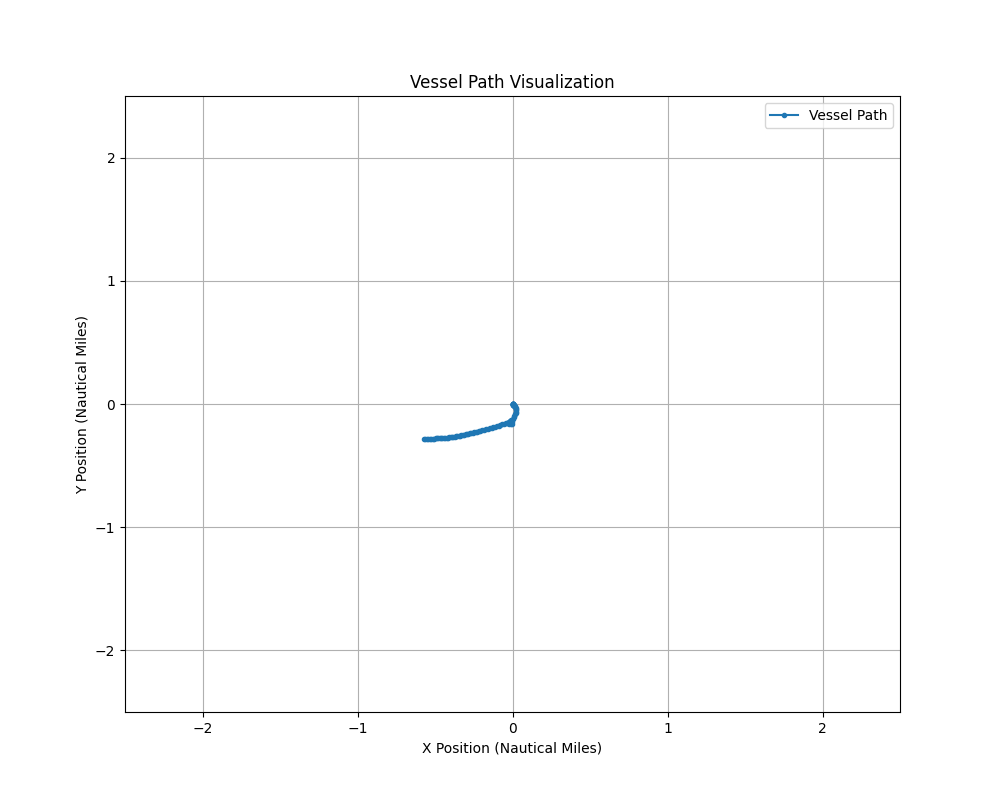 Vessel Path Visualization
Vessel Path
2
1
0
−1
−2
Y Position (Nautical Miles)
−2
−1
0
1
2
X Position (Nautical Miles)